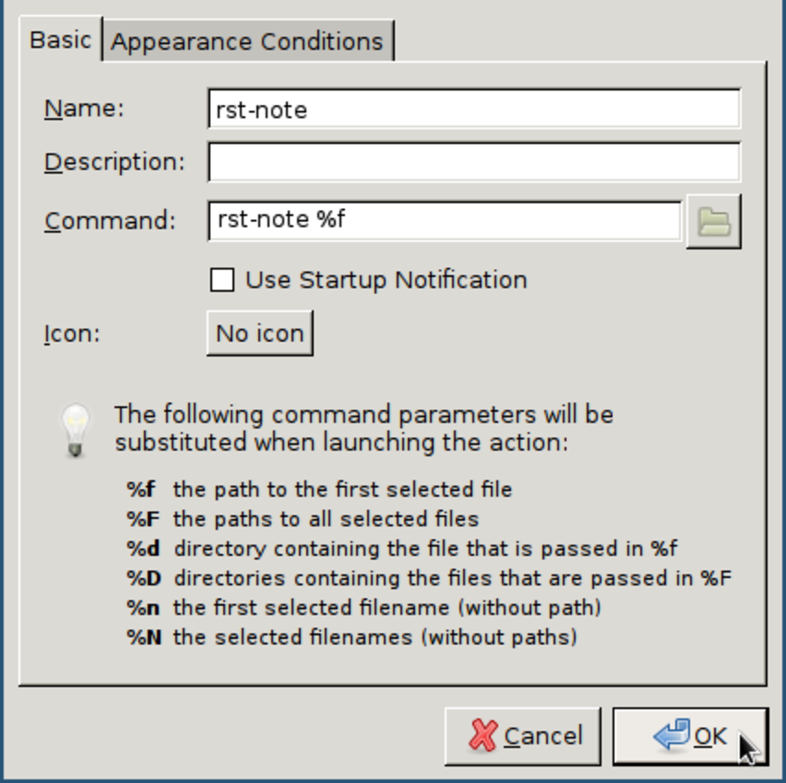 Basic Appearance Conditions
Name: rst-note
Description:
Command: rst-note %f
Use Startup Notification
Icon: No icon
The following command parameters will be
substituted when launching the action:
%f the path to the first selected file
%F the paths to all selected files
%d directory containing the file that is passed in %f
%D directories containing the files that are passed in %F
%n the first selected filename (without path)
%N the selected filenames (without paths)
Cancel OK